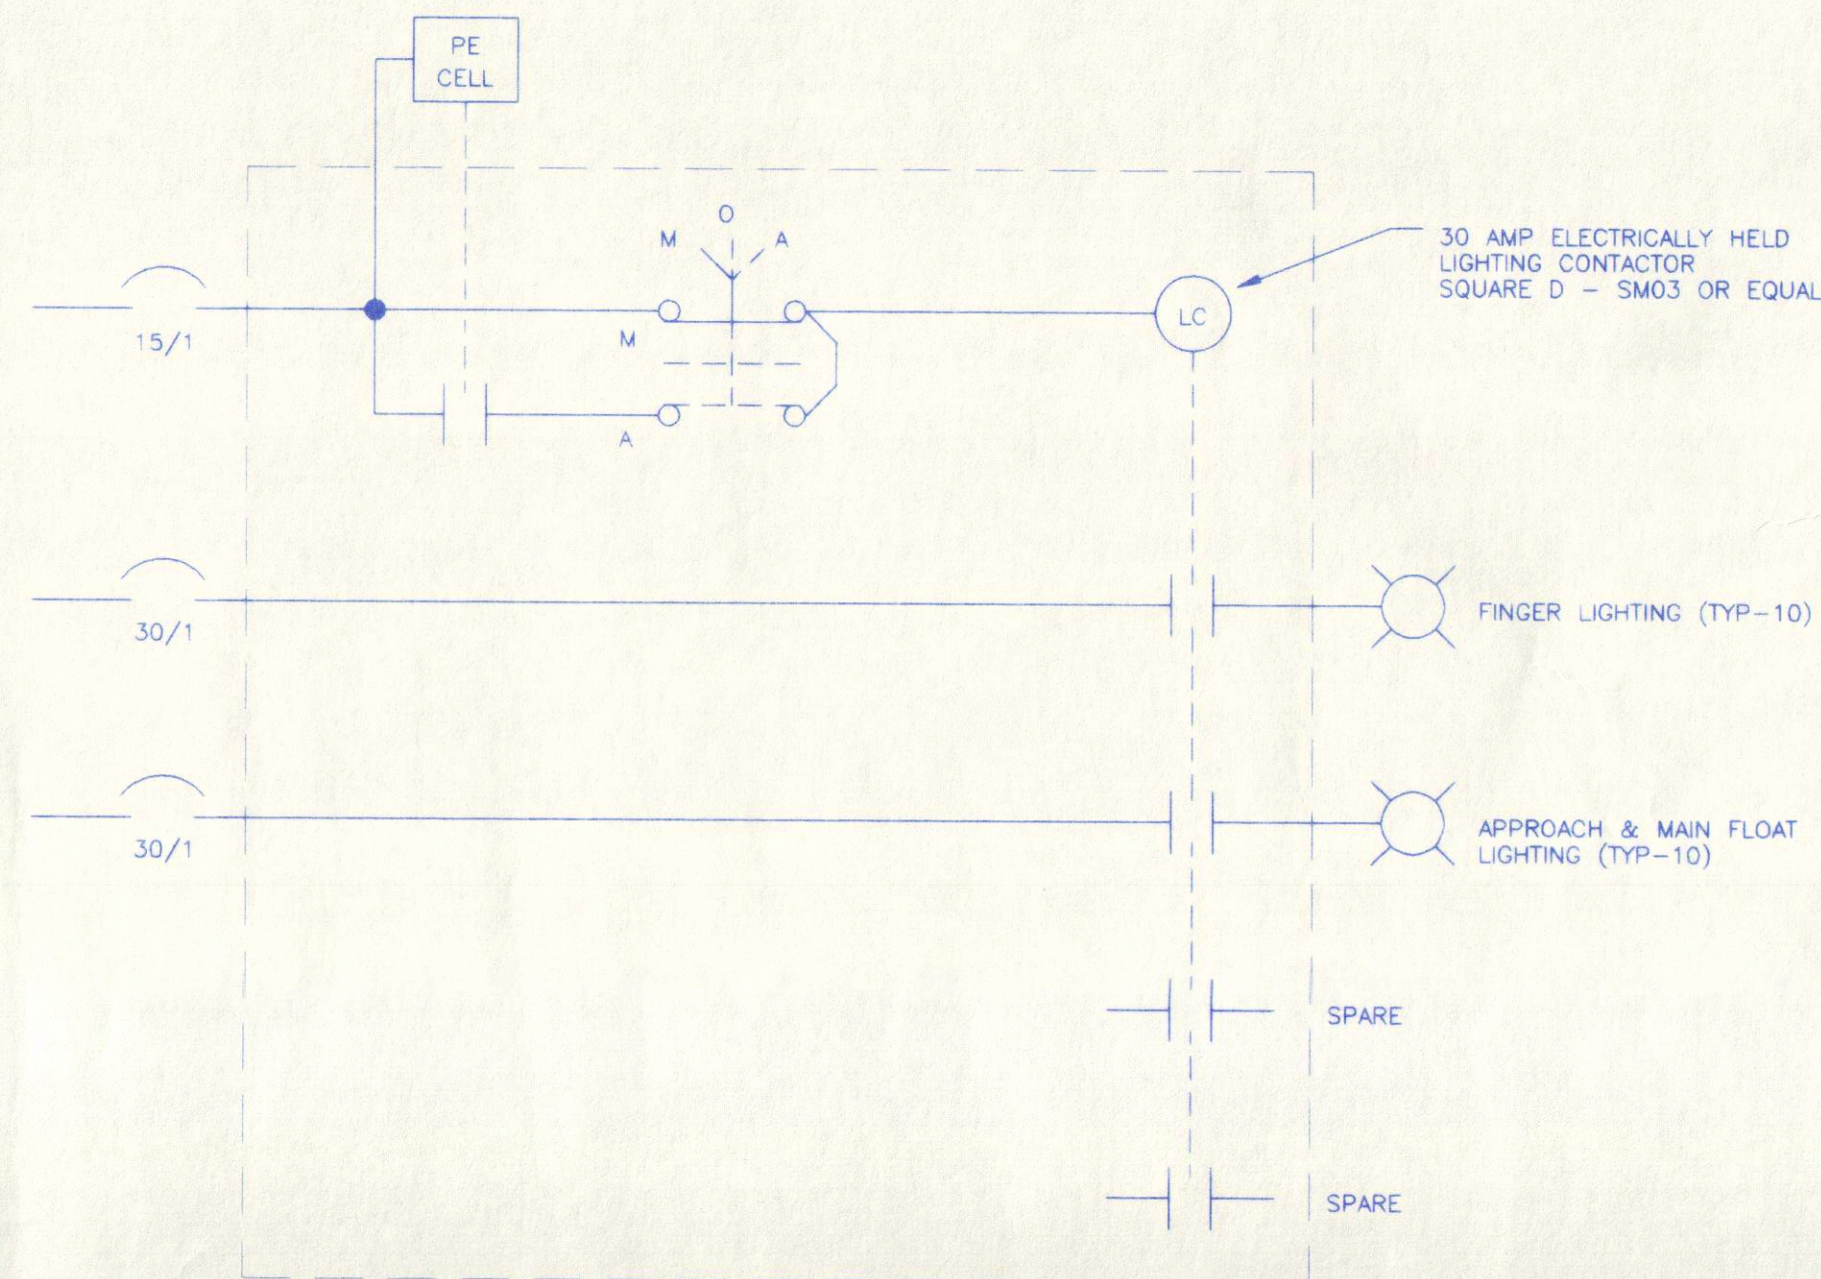 PE
CELL
O
M
A
30 AMP ELECTRICALLY HELD
LIGHTING CONTACTOR
SQUARE D – SM03 OR EQUAL
LC
15/1
M
A
30/1
FINGER LIGHTING (TYP–10)
30/1
APPROACH & MAIN FLOAT
LIGHTING (TYP–10)
SPARE
SPARE